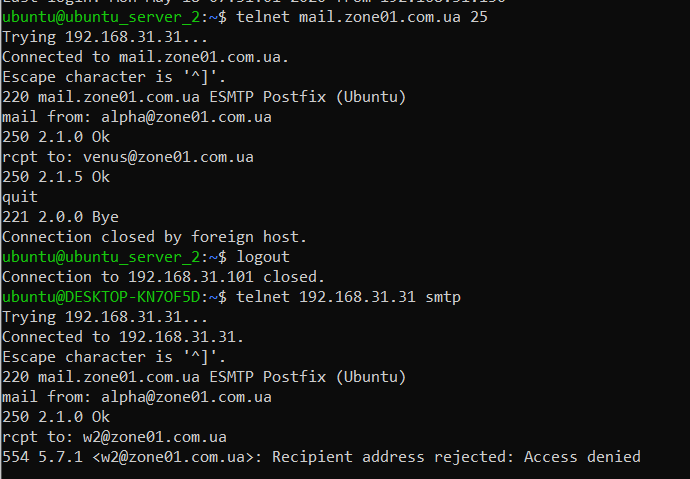 ubuntu@ubuntu_server_2:~$ telnet mail.zone01.com.ua 25
Trying 192.168.31.31...
Connected to mail.zone01.com.ua.
Escape character is '^]'.
220 mail.zone01.com.ua ESMTP Postfix (Ubuntu)
mail from: alpha@zone01.com.ua
250 2.1.0 Ok
rcpt to: venus@zone01.com.ua
250 2.1.5 Ok
quit
221 2.0.0 Bye
Connection closed by foreign host.
ubuntu@ubuntu_server_2:~$ logout
Connection to 192.168.31.101 closed.
ubuntu@DESKTOP-KN7OF5D:~$ telnet 192.168.31.31 smtp
Trying 192.168.31.31...
Connected to 192.168.31.31.
Escape character is '^]'.
220 mail.zone01.com.ua ESMTP Postfix (Ubuntu)
mail from: alpha@zone01.com.ua
250 2.1.0 Ok
rcpt to: w2@zone01.com.ua
554 5.7.1 <w2@zone01.com.ua>: Recipient address rejected: Access denied